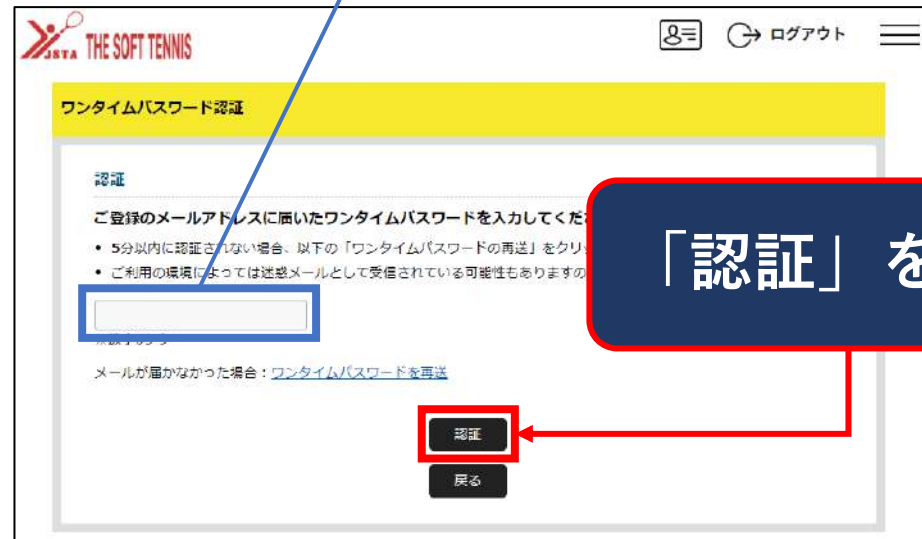 JSTA THE SOFT TENNIS
ログアウト
ワンタイムパスワード認証
認証
ご登録のメールアドレスに届いたワンタイムパスワードを入力してくだ
• 5分以内に認証されない場合、以下の「ワンタイムパスワードの再送」をクリッ
• ご利用の環境によっては迷惑メールとして受信されている可能性もありますの
「認証」を
メールが届かなかった場合：ワンタイムパスワードを再送
認証
戻る